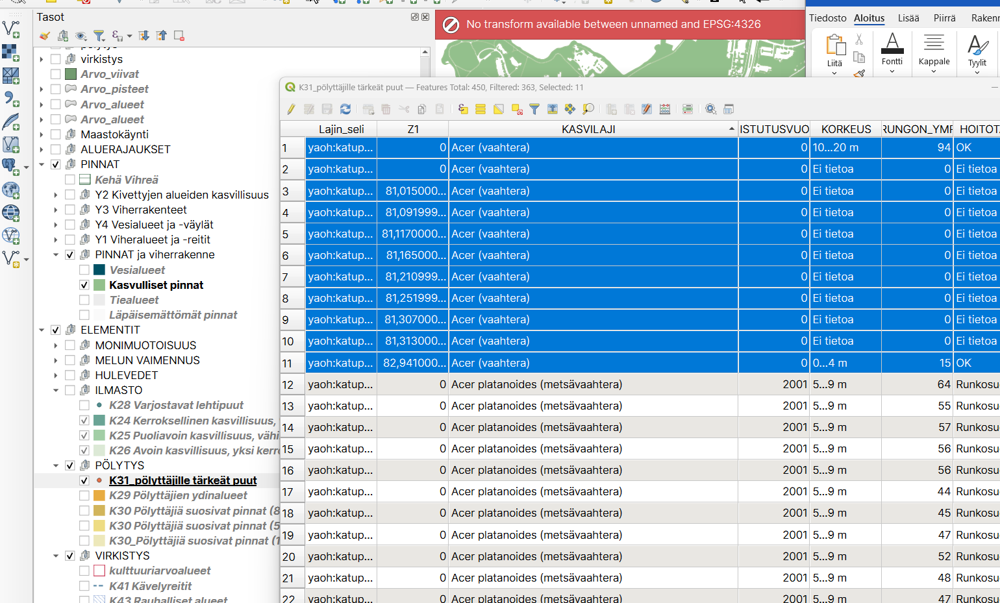 Tasot
virkistys
Arvo_viivat
Arvo_pisteet
Arvo_alueet
Arvo_alueet
Maastokäynti
ALUERAJAUKSET
PINNAT
Kehä Vihreä
Y2 Kivettyjen alueiden kasvillisuus
Y3 Viherrakenteet
Y4 Vesialueet ja -väylät
Y1 Viheralueet ja -reitit
PINNAT ja viherrakenne
Vesialueet
Kasvulliset pinnat
Tiealueet
Läpäisemättömät pinnat
ELEMENTIT
MONIMUOTOISUUS
MELUN VAIMENNUS
HULEVEDET
ILMASTO
K28 Varjostavat lehtipuut
K24 Kerroksellinen kasvillisuus,
K25 Puoliavoin kasvillisuus, vähi
K26 Avoin kasvillisuus, yksi kerro
PÖLYTYS
K31_pölyttäjille tärkeät puut
K29 Pölyttäjien ydinalueet
K30 Pölyttäjiä suosivat pinnat (8
K30 Pölyttäjiä suosivat pinnat (5
K30_Pölyttäjiä suosivat pinnat (1
VIRKISTYS
kulttuuriarvoalueet
K41 Kävelyreitit
K43 Rauhalliset alueet
No transform available between unnamed and EPSG:4326
Tiedosto Aloitus Lisää Piirrä Rakenn
Liitä Fontti Kappale Tyylit
K31_pölyttäjille tärkeät puut — Features Total: 450, Filtered: 363, Selected: 11
Lajin_seli Z1 KASVILAJI ISTUTUSVUO KORKEUS RUNGON_YMP HOITOTA
1 yaoh:katup... 0 Acer (vaahtera) 0 10...20 m 94 OK
2 yaoh:katup... 0 Acer (vaahtera) 0 Ei tietoa 0 Ei tietoa
3 yaoh:katup... 81,015000... Acer (vaahtera) 0 Ei tietoa 0 Ei tietoa
4 yaoh:katup... 81,091999... Acer (vaahtera) 0 Ei tietoa 0 Ei tietoa
5 yaoh:katup... 81,1170000... Acer (vaahtera) 0 Ei tietoa 0 Ei tietoa
6 yaoh:katup... 81,165000... Acer (vaahtera) 0 Ei tietoa 0 Ei tietoa
7 yaoh:katup... 81,210999... Acer (vaahtera) 0 Ei tietoa 0 Ei tietoa
8 yaoh:katup... 81,251999... Acer (vaahtera) 0 Ei tietoa 0 Ei tietoa
9 yaoh:katup... 81,307000... Acer (vaahtera) 0 Ei tietoa 0 Ei tietoa
10 yaoh:katup... 81,313000... Acer (vaahtera) 0 Ei tietoa 0 Ei tietoa
11 yaoh:katup... 82,941000... Acer (vaahtera) 0 0...4 m 15 OK
12 yaoh:katup... 0 Acer platanoides (metsävaahtera) 2001 5...9 m 64 Runkosu
13 yaoh:katup... 0 Acer platanoides (metsävaahtera) 2001 5...9 m 55 Runkosu
14 yaoh:katup... 0 Acer platanoides (metsävaahtera) 2001 5...9 m 57 Runkosu
15 yaoh:katup... 0 Acer platanoides (metsävaahtera) 2001 5...9 m 56 Runkosu
16 yaoh:katup... 0 Acer platanoides (metsävaahtera) 2001 5...9 m 56 Runkosu
17 yaoh:katup... 0 Acer platanoides (metsävaahtera) 2001 5...9 m 44 Runkosu
18 yaoh:katup... 0 Acer platanoides (metsävaahtera) 2001 5...9 m 45 Runkosu
19 yaoh:katup... 0 Acer platanoides (metsävaahtera) 2001 5...9 m 47 Runkosu
20 yaoh:katup... 0 Acer platanoides (metsävaahtera) 2001 5...9 m 52 Runkosu
21 yaoh:katup... 0 Acer platanoides (metsävaahtera) 2001 5...9 m 48 Runkosu
22 yaoh:katup... 0 Acer platanoides (metsävaahtera) 2001 5...9 m 47 Runkosu